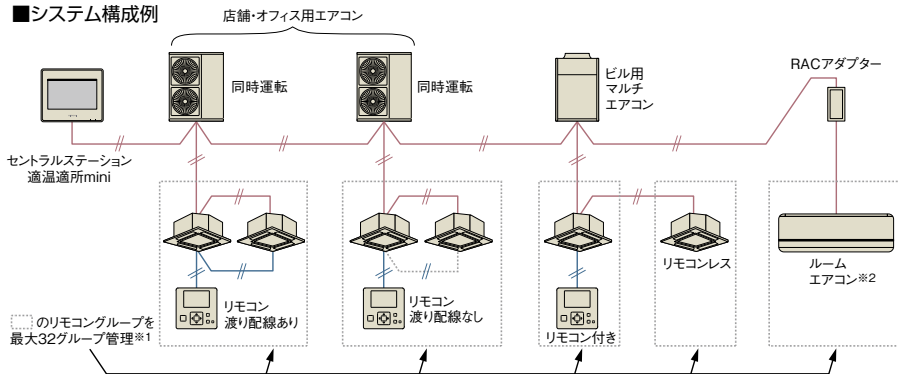 ■システム構成例
店舗・オフィス用エアコン
同時運転
同時運転
ビル用
マルチ
エアコン
RACアダプター
セントラルステーション
適温適所mini
リモコン
渡り配線あり
リモコン
渡り配線なし
リモコン付き
リモコンレス
ルーム
エアコン※2
のリモコングループを
最大32グループ管理※1